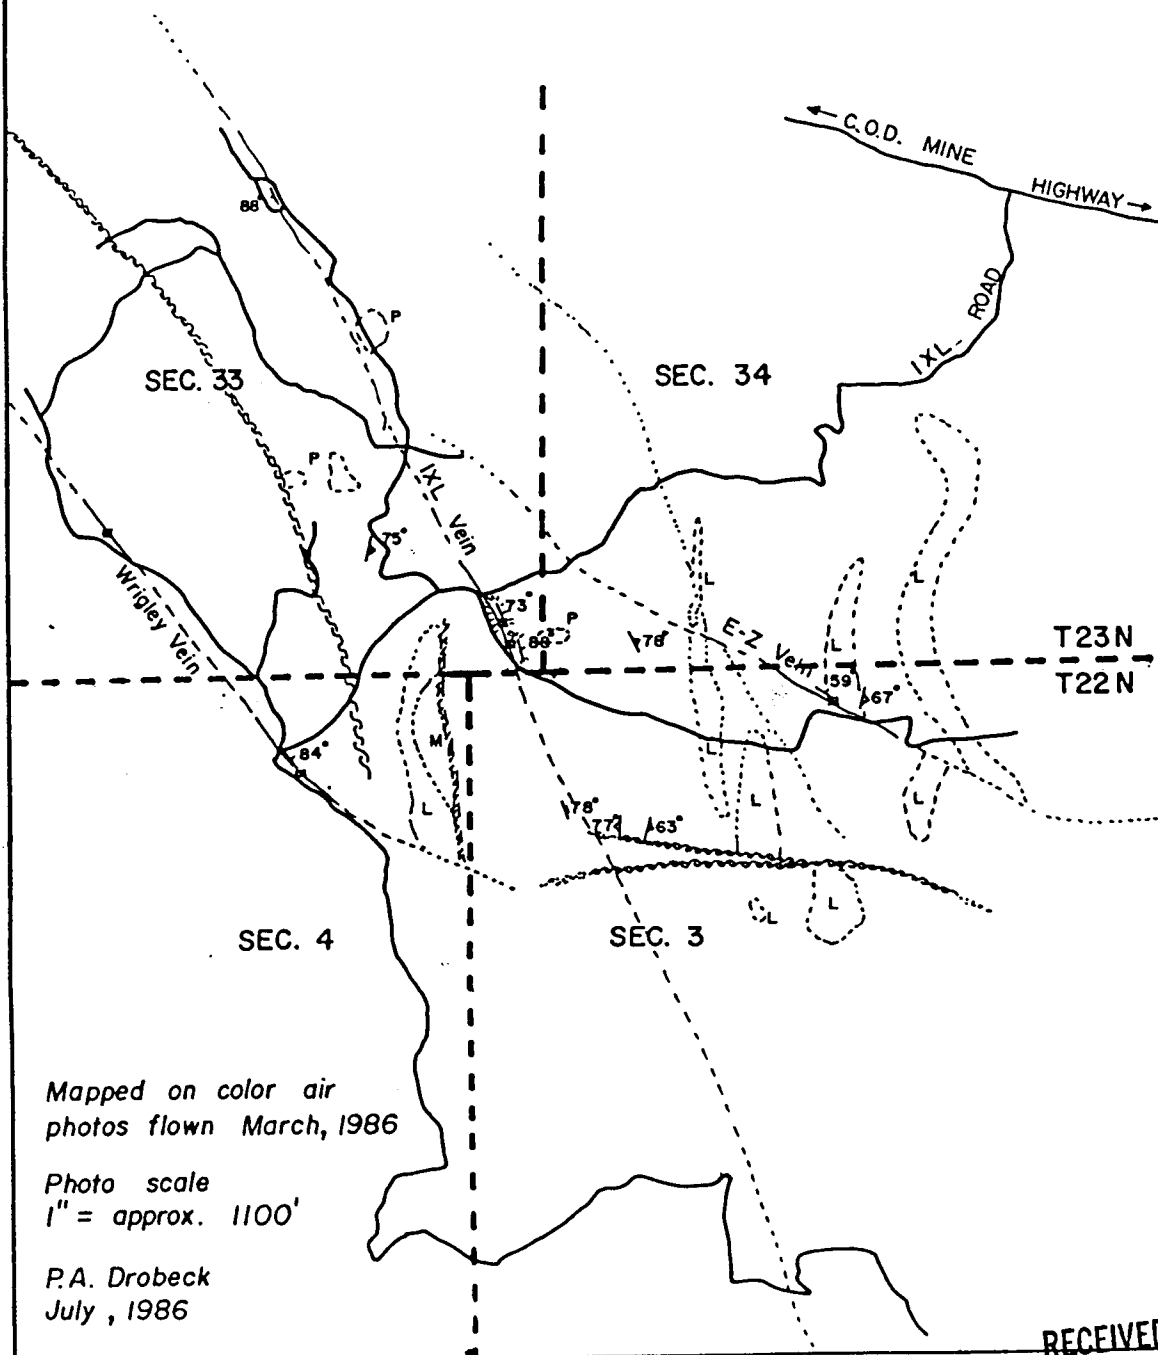 C.O.D. MINE
HIGHWAY
88°
IXL ROAD
P
SEC. 33
SEC. 34
P
IXL Vein
75°
Wrigley Vein
L
L
73°
P
88°
78°
E-Z Vein
L
T23N
59
67°
T22N
84°
M
L
L
L
L
78°
77°
63°
L
L
SEC. 4
SEC. 3
Mapped on color air
photos flown March, 1986
Photo scale
1" = approx. 1100'
P.A. Drobeck
July , 1986
RECEIVED